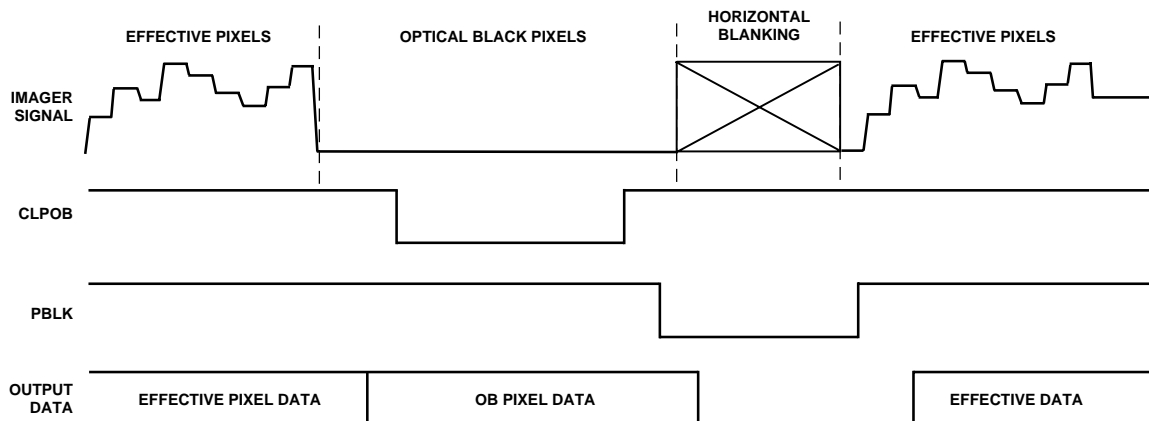 EFFECTIVE PIXELS
OPTICAL BLACK PIXELS
HORIZONTAL
BLANKING
EFFECTIVE PIXELS
IMAGER
SIGNAL
CLPOB
PBLK
OUTPUT
DATA
EFFECTIVE PIXEL DATA
OB PIXEL DATA
EFFECTIVE DATA